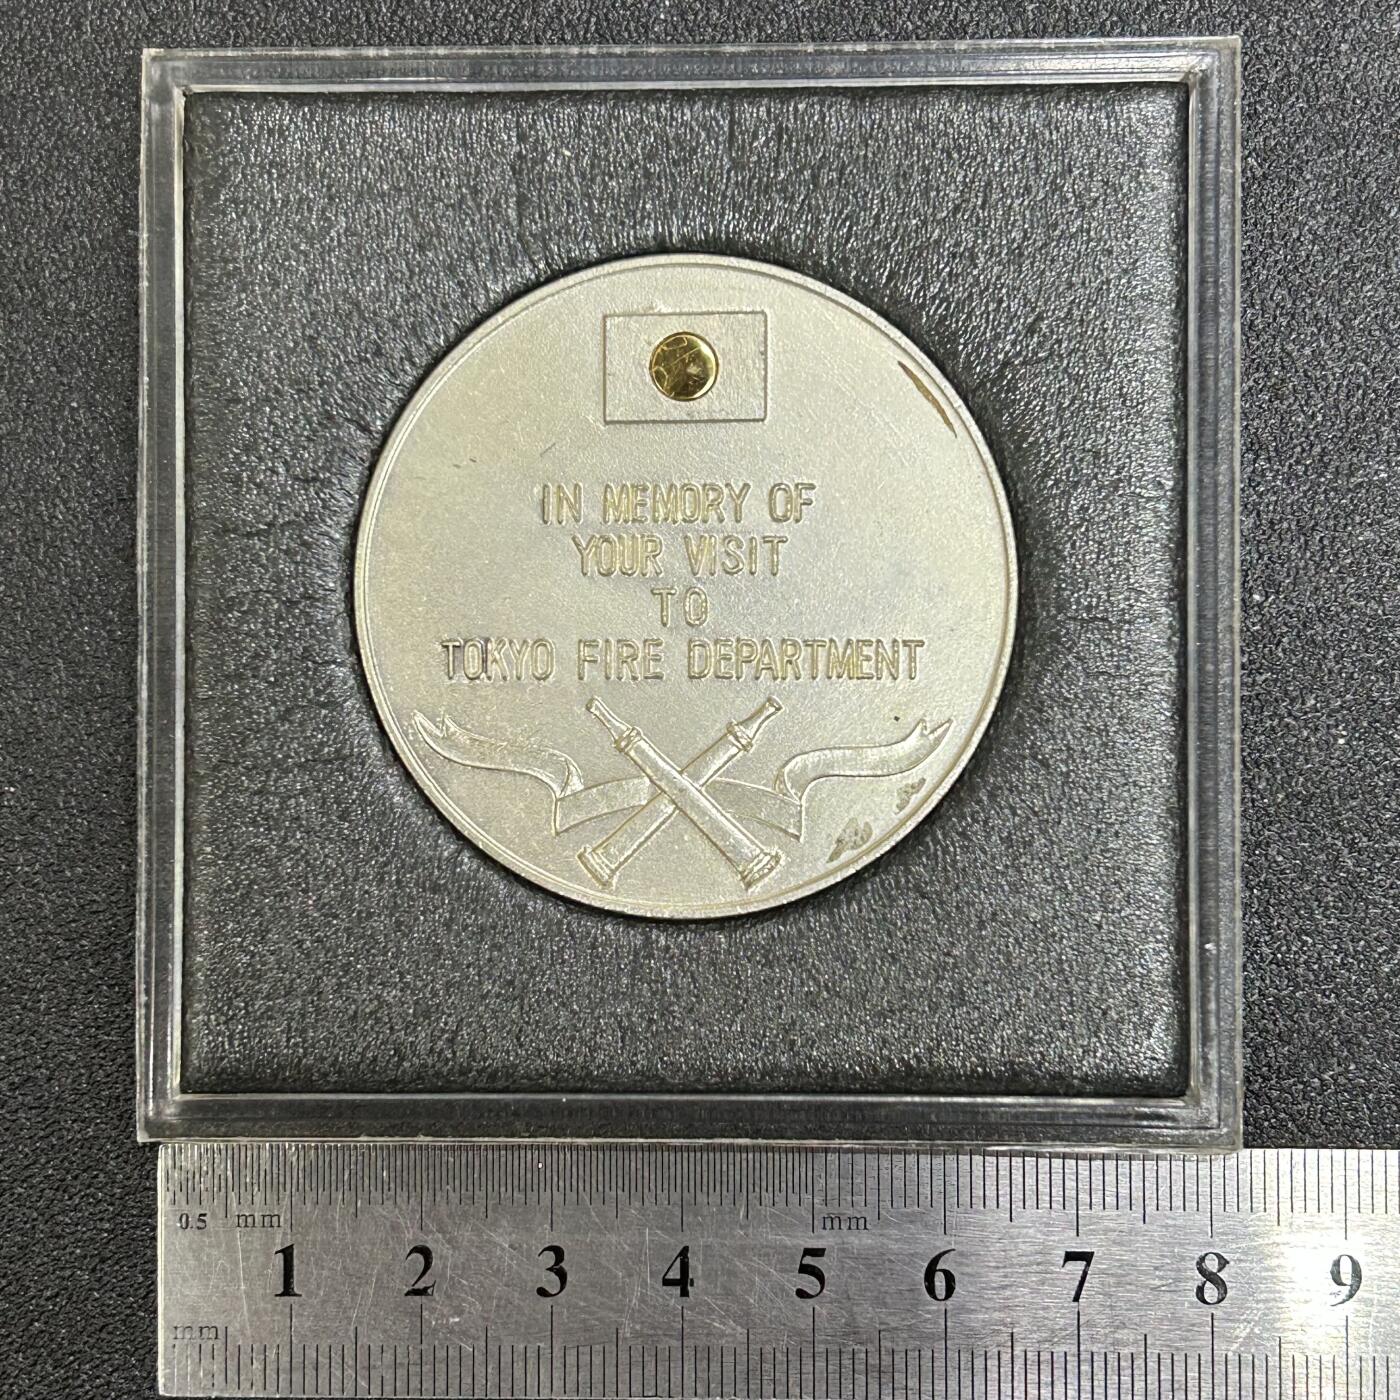 IN MEMORY OF
YOUR VISIT
TO
TOKYO FIRE DEPARTMENT
0.5 mm mm
1 2 3 4 5 6 7 8 9
mm